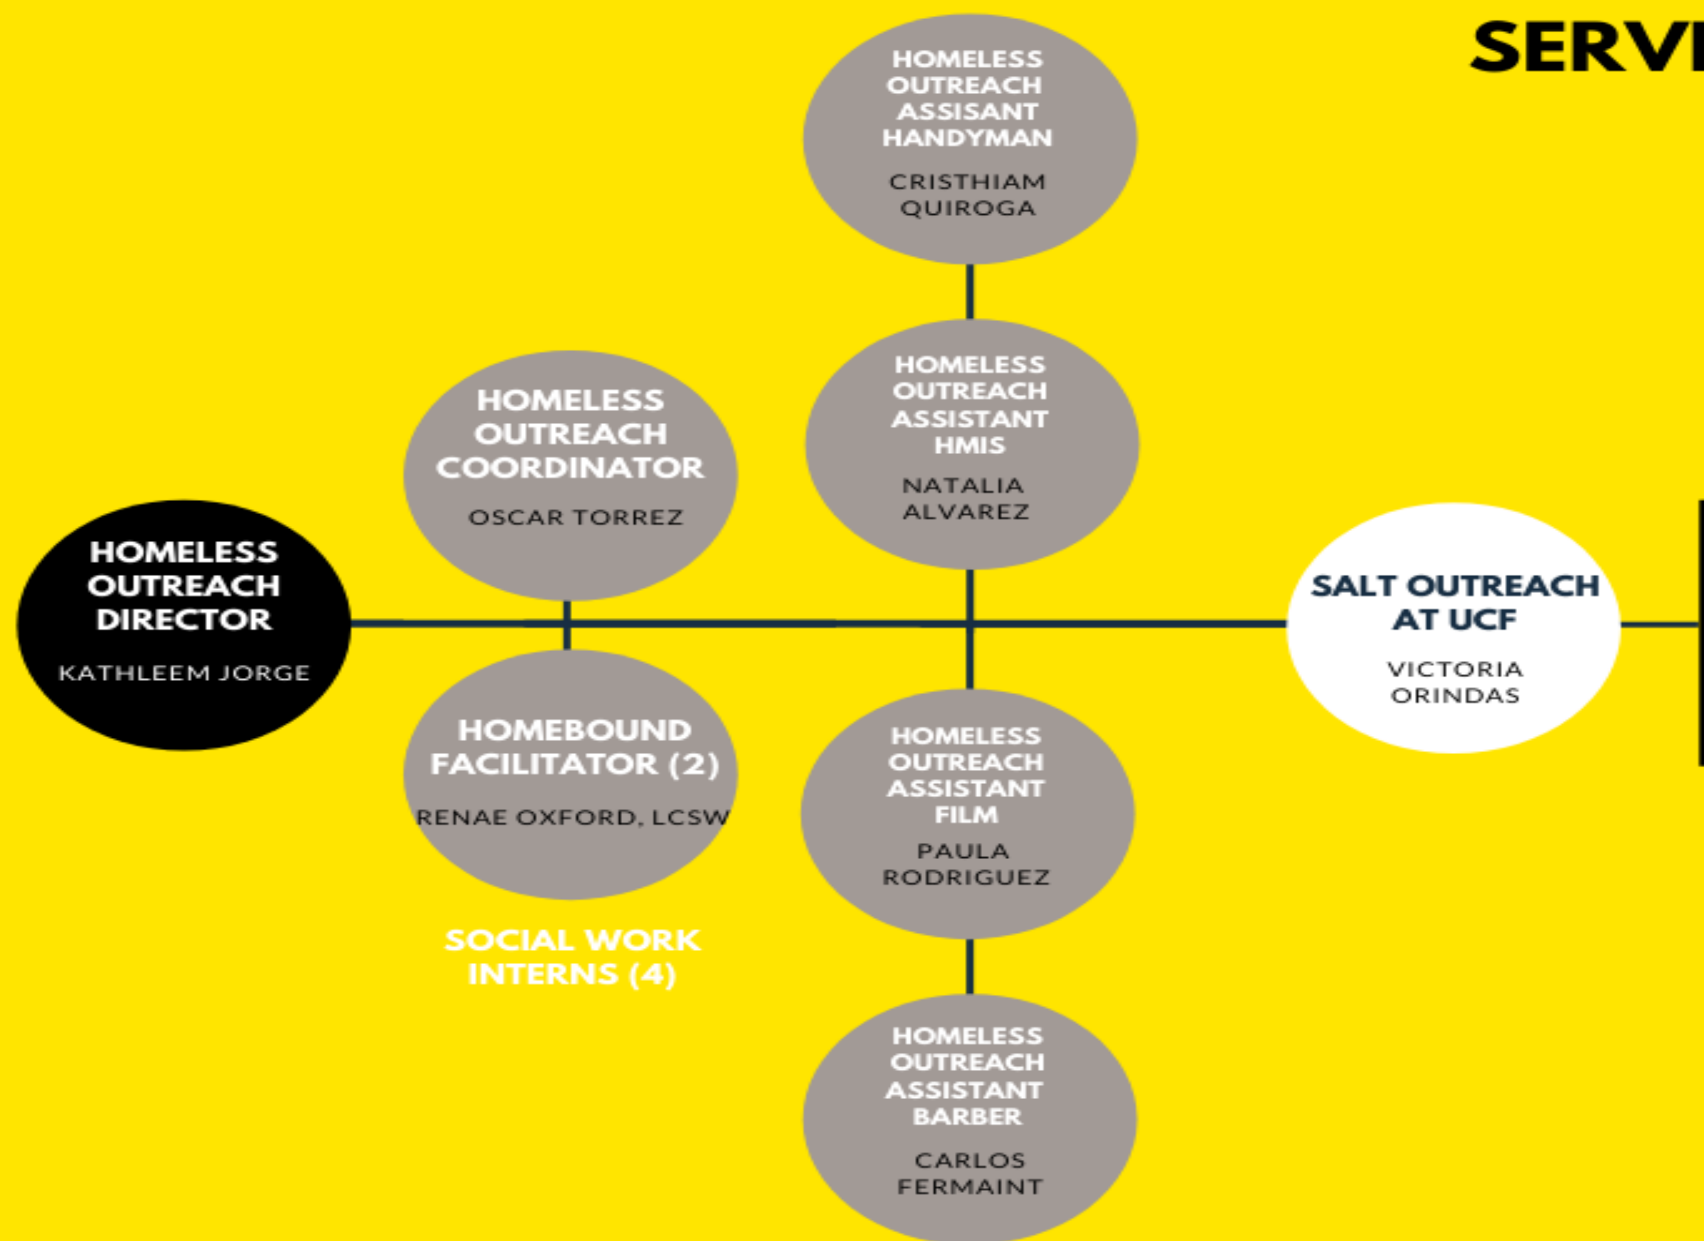 SERVI
HOMELESS
OUTREACH
ASSISANT
HANDYMAN
CRISTHIAM
QUIROGA
HOMELESS
OUTREACH
ASSISTANT
HMIS
NATALIA
ALVAREZ
HOMELESS
OUTREACH
COORDINATOR
OSCAR TORREZ
HOMELESS
OUTREACH
DIRECTOR
KATHLEEM JORGE
SALT OUTREACH
AT UCF
VICTORIA
ORINDAS
HOMEBOUND
FACILITATOR (2)
RENAE OXFORD, LCSW
SOCIAL WORK
INTERNS (4)
HOMELESS
OUTREACH
ASSISTANT
FILM
PAULA
RODRIGUEZ
HOMELESS
OUTREACH
ASSISTANT
BARBER
CARLOS
FERMAINT